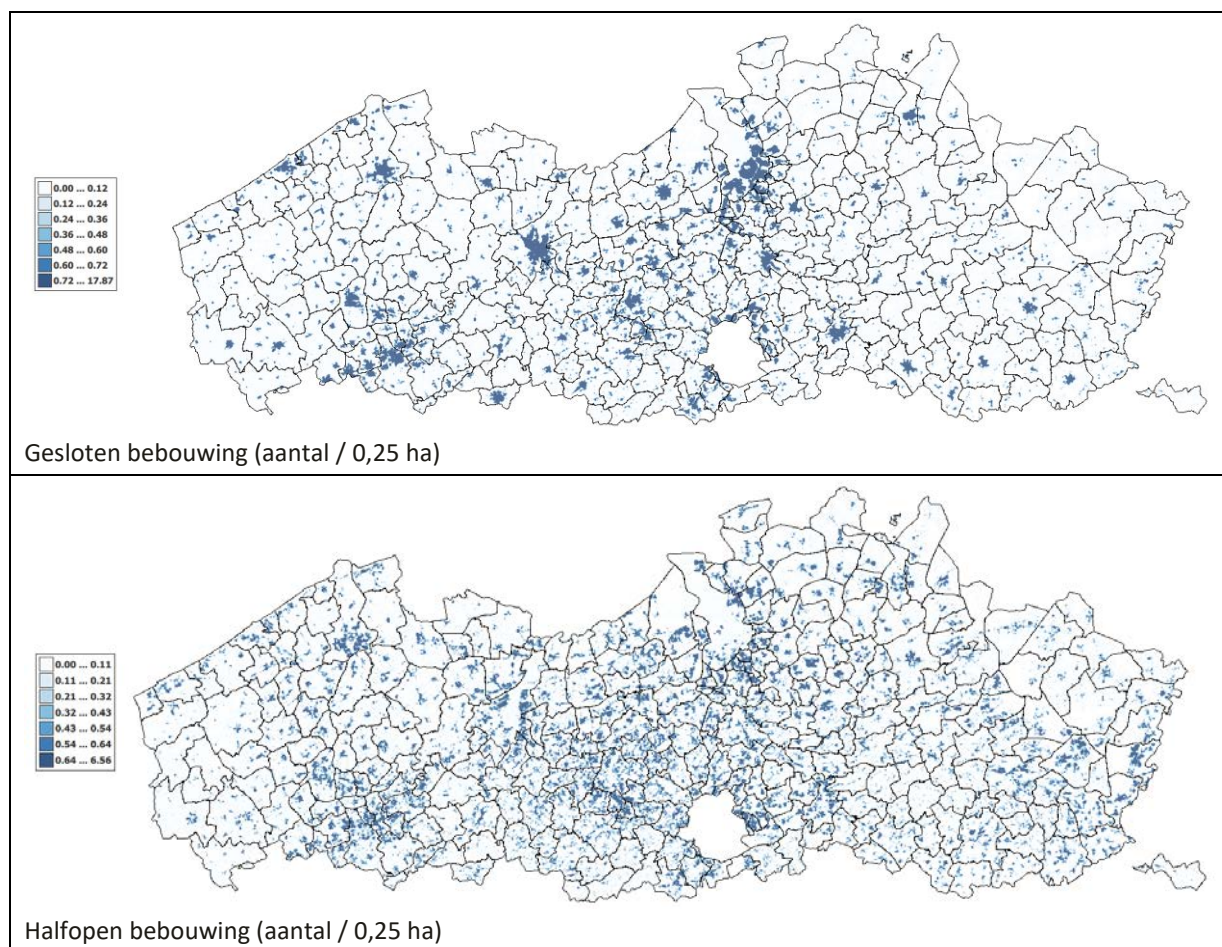 0.00 ... 0.12
0.12 ... 0.24
0.24 ... 0.36
0.36 ... 0.48
0.48 ... 0.60
0.60 ... 0.72
0.72 ... 17.87
Gesloten bebouwing (aantal / 0,25 ha)
0.00 ... 0.11
0.11 ... 0.21
0.21 ... 0.32
0.32 ... 0.43
0.43 ... 0.54
0.54 ... 0.64
0.64 ... 6.56
Halfopen bebouwing (aantal / 0,25 ha)